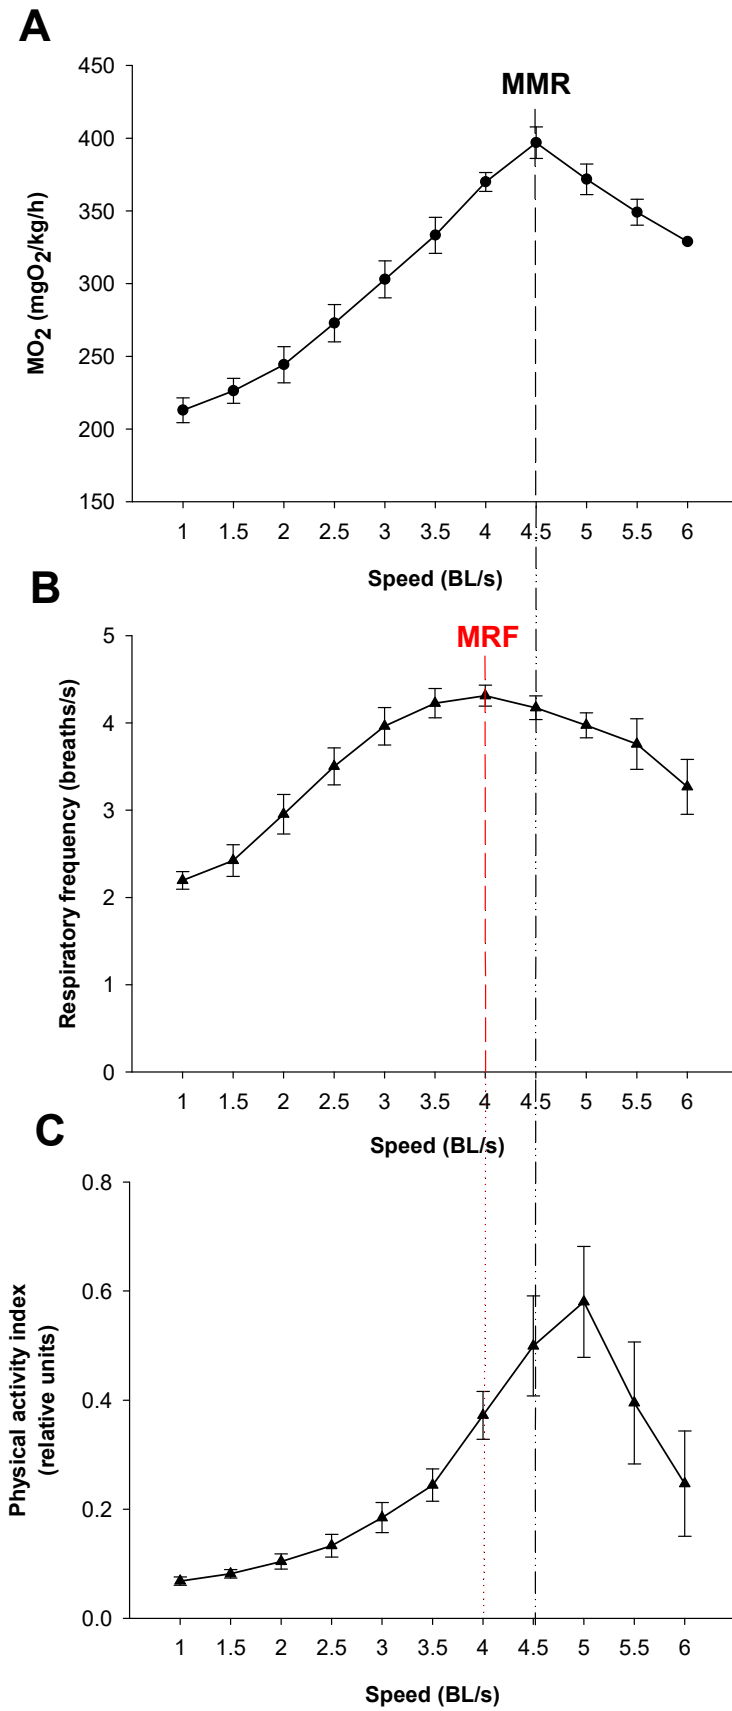 A
MMR
450
400
350
300
250
200
150
MO2 (mgO2/kg/h)
1 1.5 2 2.5 3 3.5 4 4.5 5 5.5 6
Speed (BL/s)
B
MRF
5
4
3
2
1
0
Respiratory frequency (breaths/s)
1 1.5 2 2.5 3 3.5 4 4.5 5 5.5 6
Speed (BL/s)
C
0.8
0.6
0.4
0.2
0.0
Physical activity index
(relative units)
1 1.5 2 2.5 3 3.5 4 4.5 5 5.5 6
Speed (BL/s)